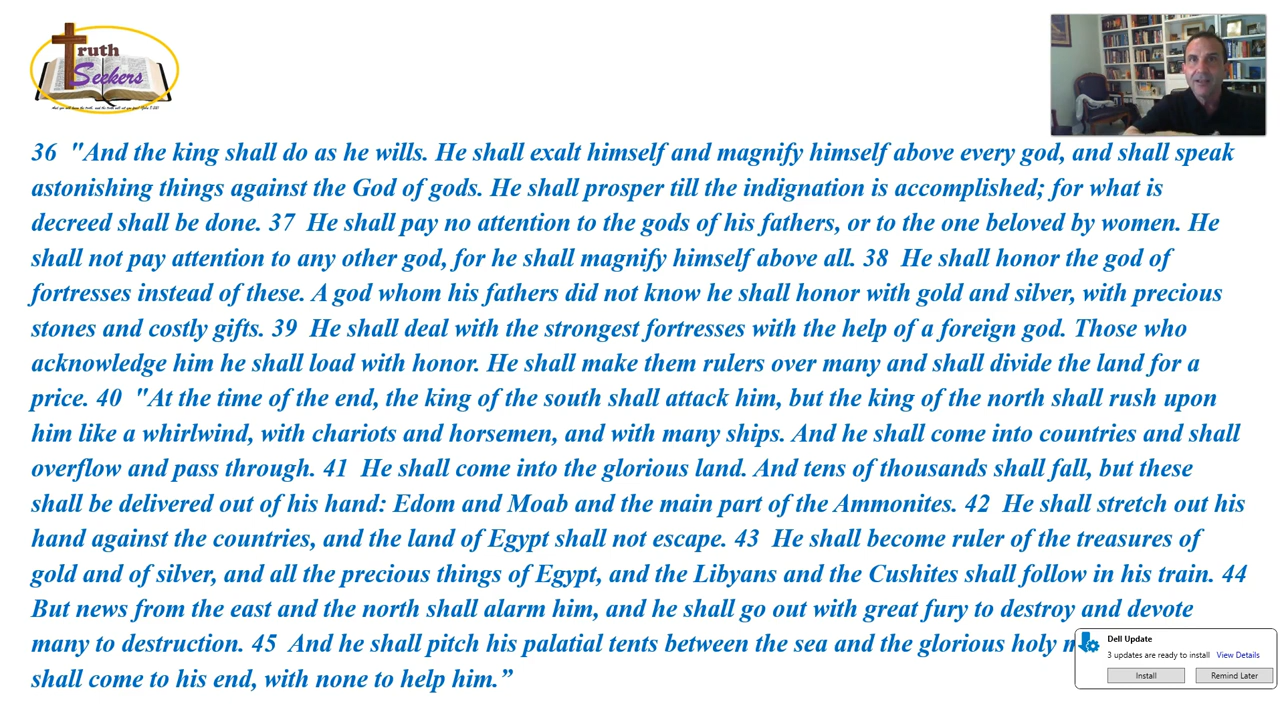 Truth
Seekers
36 "And the king shall do as he wills. He shall exalt himself and magnify himself above every god, and shall speak
astonishing things against the God of gods. He shall prosper till the indignation is accomplished; for what is
decreed shall be done. 37 He shall pay no attention to the gods of his fathers, or to the one beloved by women. He
shall not pay attention to any other god, for he shall magnify himself above all. 38 He shall honor the god of
fortresses instead of these. A god whom his fathers did not know he shall honor with gold and silver, with precious
stones and costly gifts. 39 He shall deal with the strongest fortresses with the help of a foreign god. Those who
acknowledge him he shall load with honor. He shall make them rulers over many and shall divide the land for a
price. 40 "At the time of the end, the king of the south shall attack him, but the king of the north shall rush upon
him like a whirlwind, with chariots and horsemen, and with many ships. And he shall come into countries and shall
overflow and pass through. 41 He shall come into the glorious land. And tens of thousands shall fall, but these
shall be delivered out of his hand: Edom and Moab and the main part of the Ammonites. 42 He shall stretch out his
hand against the countries, and the land of Egypt shall not escape. 43 He shall become ruler of the treasures of
gold and of silver, and all the precious things of Egypt, and the Libyans and the Cushites shall follow in his train. 44
But news from the east and the north shall alarm him, and he shall go out with great fury to destroy and devote
many to destruction. 45 And he shall pitch his palatial tents between the sea and the glorious holy
shall come to his end, with none to help him.”
Dell Update
3 updates are ready to install View Details
Install Remind Later